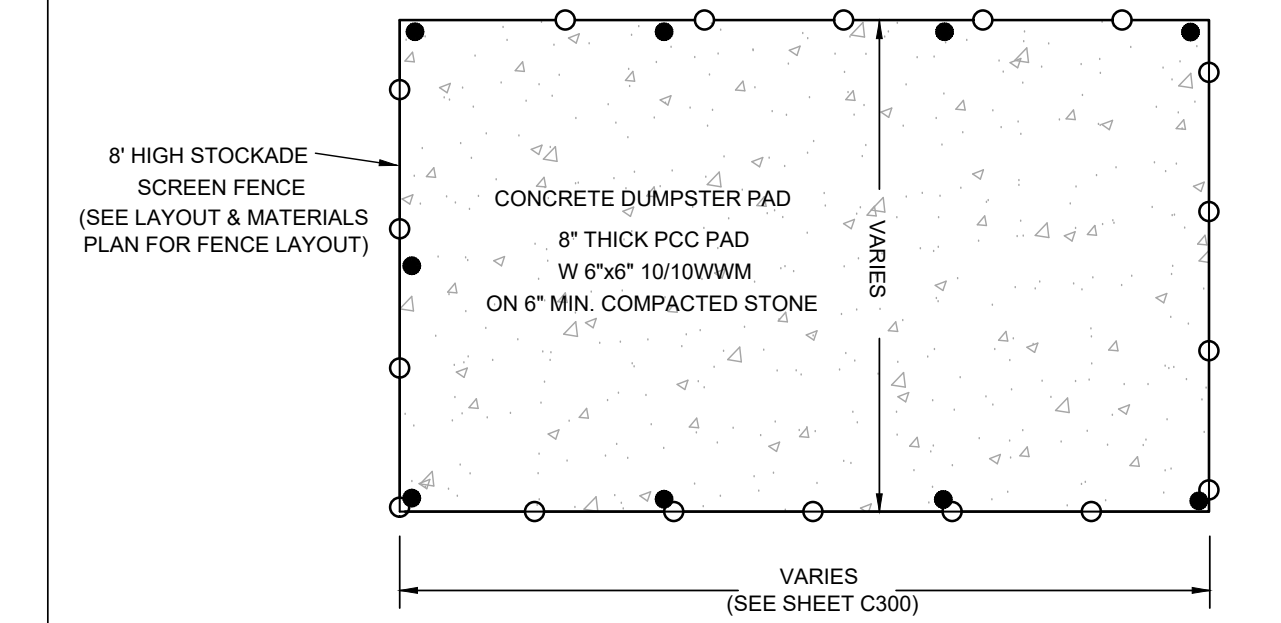 8' HIGH STOCKADE
SCREEN FENCE
(SEE LAYOUT & MATERIALS
PLAN FOR FENCE LAYOUT)
CONCRETE DUMPSTER PAD
8" THICK PCC PAD
W 6"x6" 10/10WWM
ON 6" MIN. COMPACTED STONE
VARIES
VARIES
(SEE SHEET C300)